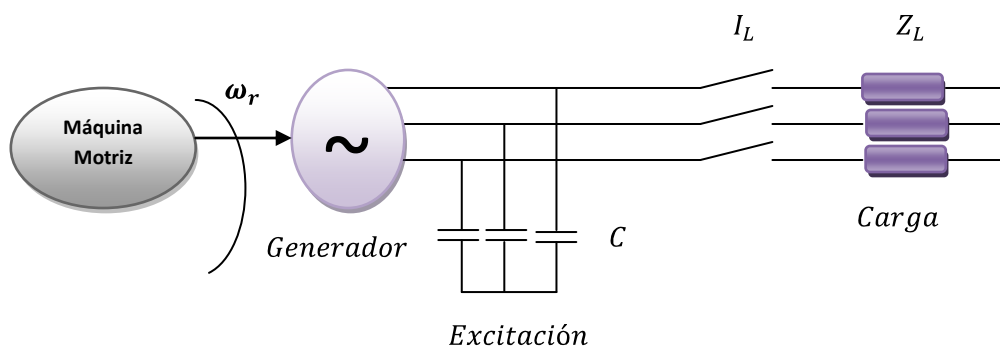 I_L
Z_L
ω_r
Máquina
Motriz
~
Generador
C
Carga
Excitación